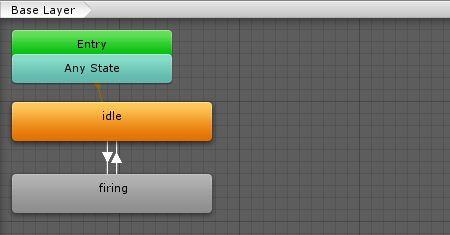 Base Layer
Entry
Any State
idle
firing